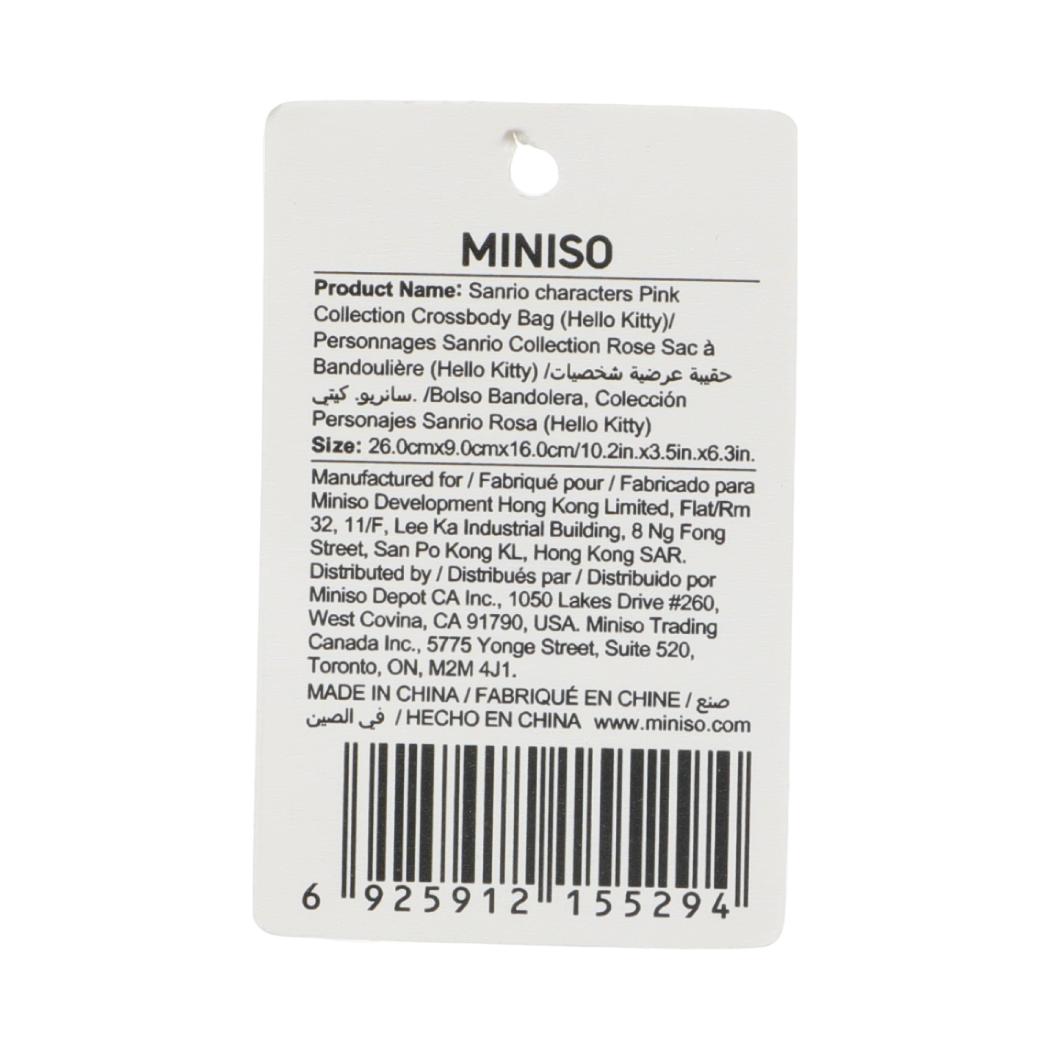 MINISO
Product Name: Sanrio characters Pink
Collection Crossbody Bag (Hello Kitty)/
Personnages Sanrio Collection Rose Sac à
Bandoulière (Hello Kitty) /حقيبة عرضية شخصيات
سانريو. كيتي. /Bolso Bandolera, Colección
Personajes Sanrio Rosa (Hello Kitty)
Size: 26.0cmx9.0cmx16.0cm/10.2in.x3.5in.x6.3in.
Manufactured for / Fabriqué pour / Fabricado para
Miniso Development Hong Kong Limited, Flat/Rm
32, 11/F, Lee Ka Industrial Building, 8 Ng Fong
Street, San Po Kong KL, Hong Kong SAR.
Distributed by / Distribués par / Distribuido por
Miniso Depot CA Inc., 1050 Lakes Drive #260,
West Covina, CA 91790, USA. Miniso Trading
Canada Inc., 5775 Yonge Street, Suite 520,
Toronto, ON, M2M 4J1.
MADE IN CHINA / FABRIQUÉ EN CHINE / صنع
في الصين / HECHO EN CHINA www.miniso.com
6 925912 155294